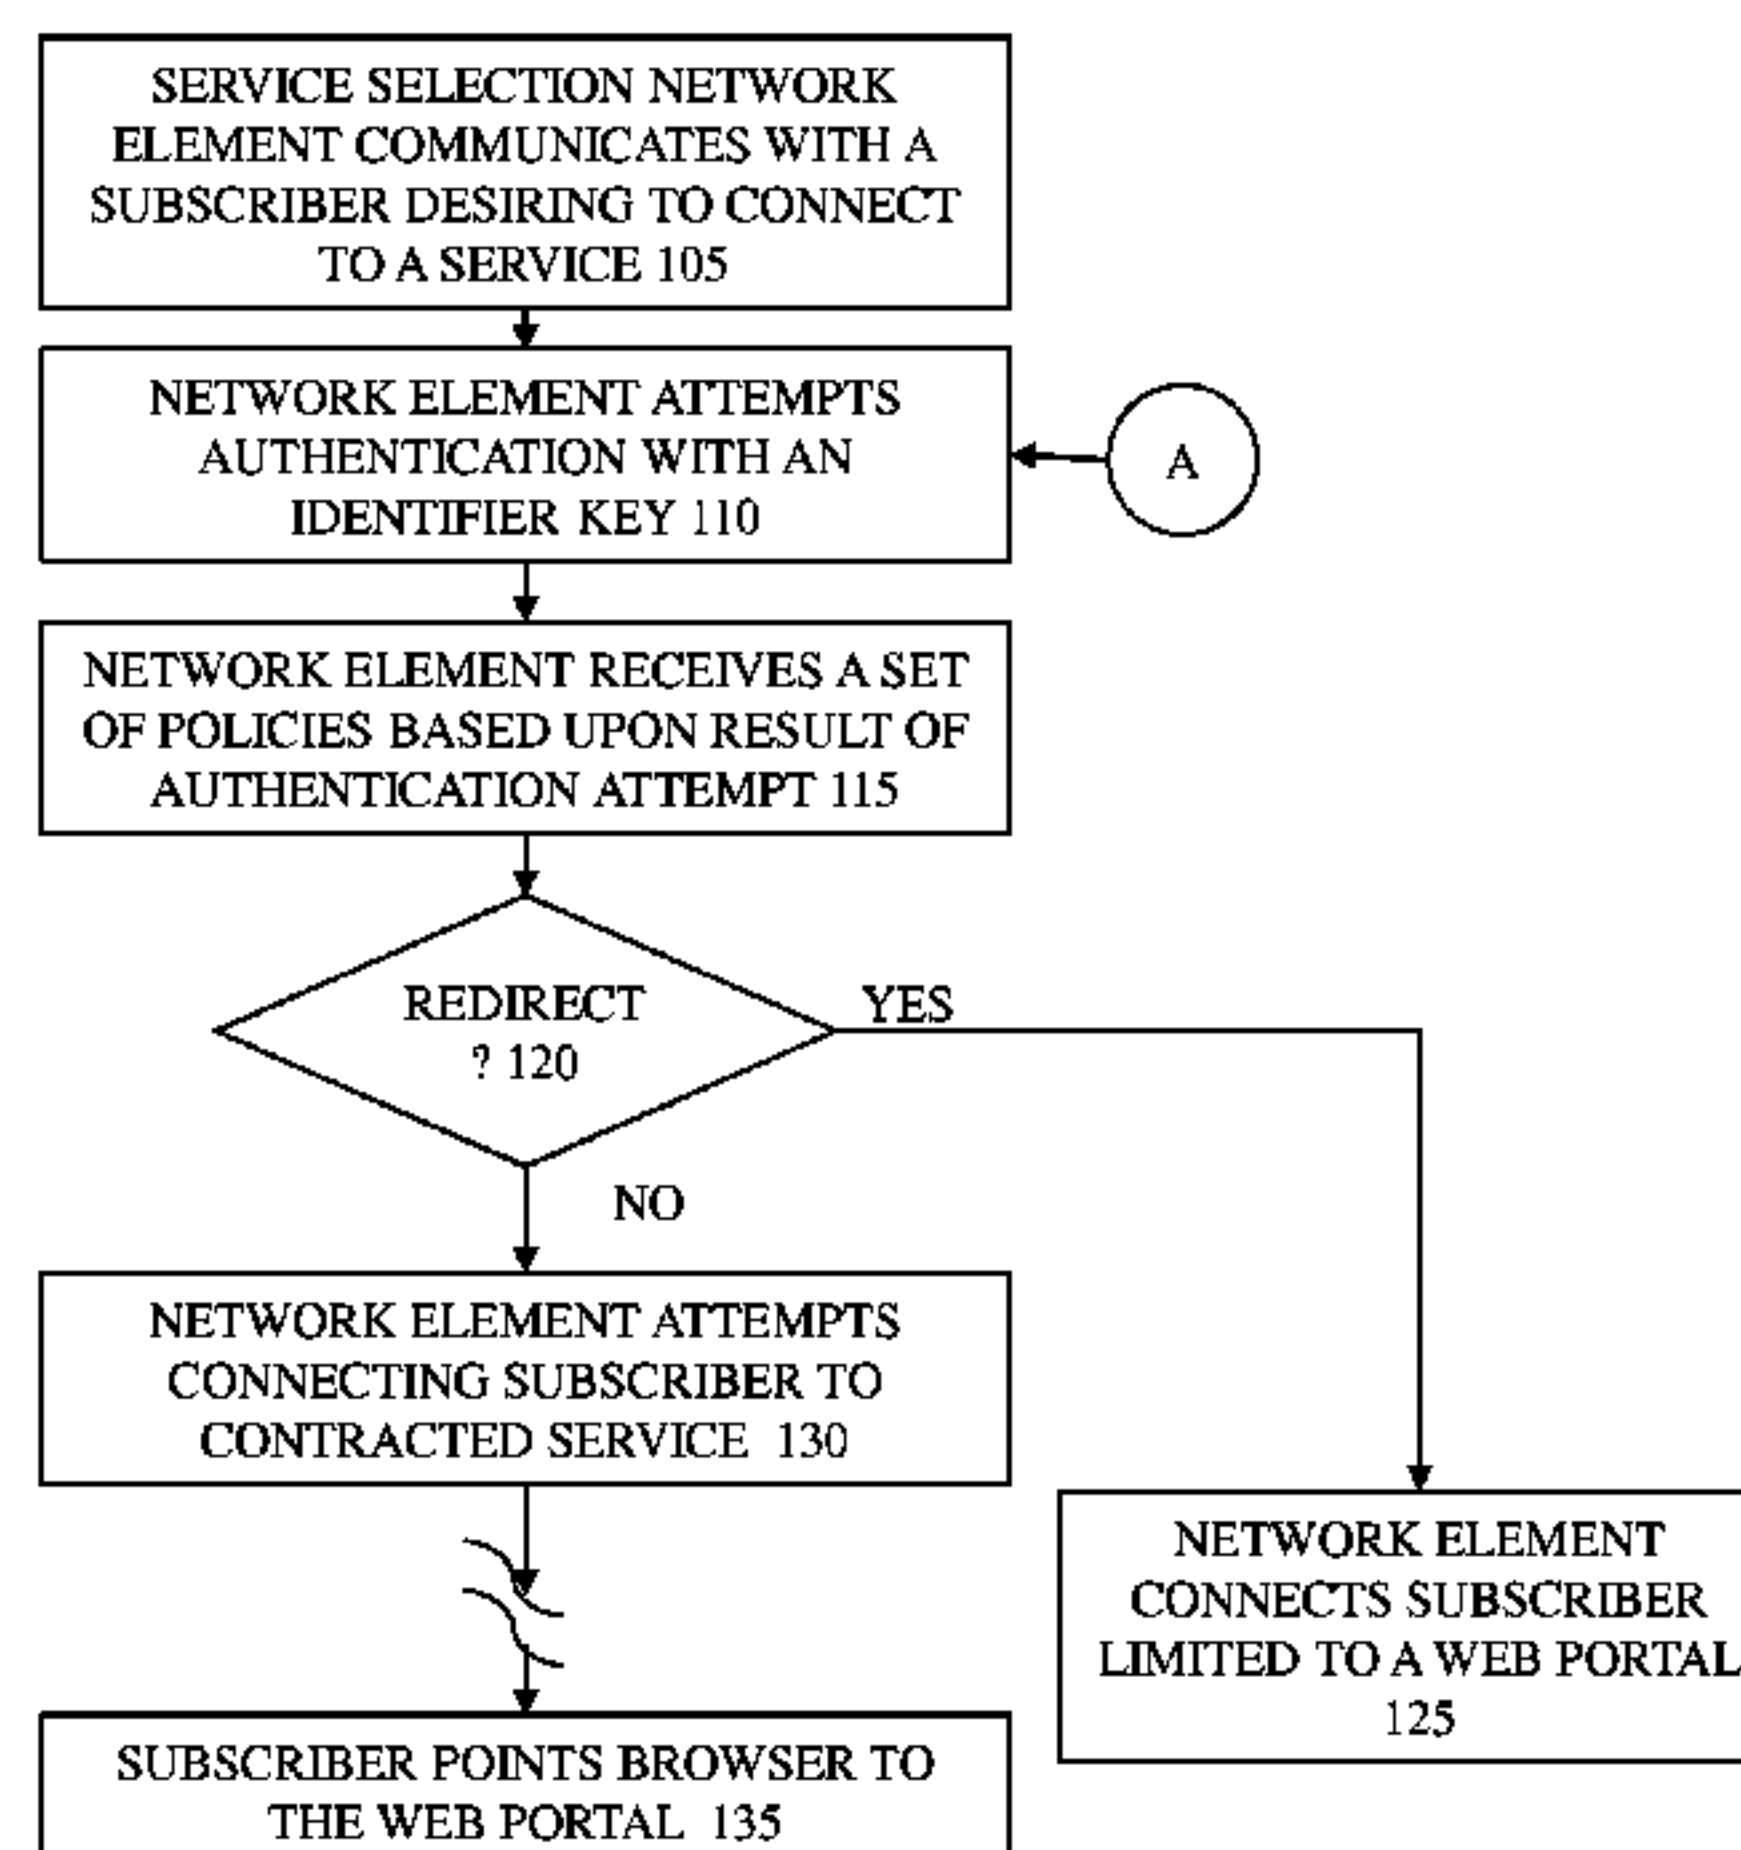 SERVICE SELECTION NETWORK
ELEMENT COMMUNICATES WITH A
SUBSCRIBER DESIRING TO CONNECT
TO A SERVICE 105
NETWORK ELEMENT ATTEMPTS
AUTHENTICATION WITH AN
IDENTIFIER KEY 110
A
NETWORK ELEMENT RECEIVES A SET
OF POLICIES BASED UPON RESULT OF
AUTHENTICATION ATTEMPT 115
REDIRECT
? 120
YES
NO
NETWORK ELEMENT ATTEMPTS
CONNECTING SUBSCRIBER TO
CONTRACTED SERVICE 130
NETWORK ELEMENT
CONNECTS SUBSCRIBER
LIMITED TO A WEB PORTAL
125
SUBSCRIBER POINTS BROWSER TO
THE WEB PORTAL 135